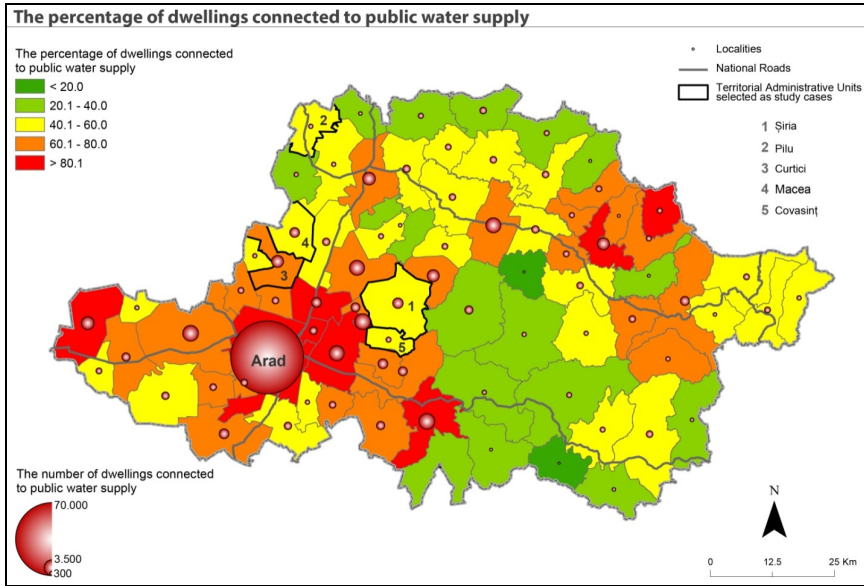 The percentage of dwellings connected to public water supply
The percentage of dwellings connected
to public water supply
< 20.0
20.1 - 40.0
40.1 - 60.0
60.1 - 80.0
> 80.1
Localities
National Roads
Territorial Administrative Units
selected as study cases
1 Șiria
2 Pilu
3 Curtici
4 Macea
5 Covasinț
2
4
3
1
5
Arad
The number of dwellings connected
to public water supply
70.000
3.500
300
N
0 12.5 25 Km